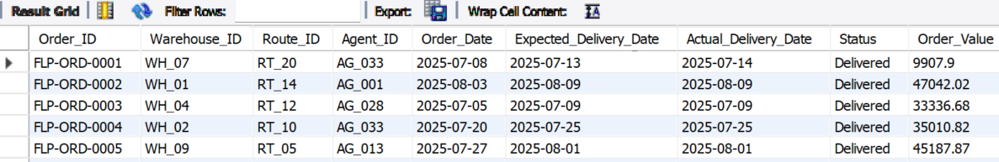 Result Grid Filter Rows: Export: Wrap Cell Content: IA
Order_ID Warehouse_ID Route_ID Agent_ID Order_Date Expected_Delivery_Date Actual_Delivery_Date Status Order_Value
FLP-ORD-0001 WH_07 RT_20 AG_033 2025-07-08 2025-07-13 2025-07-14 Delivered 9907.9
FLP-ORD-0002 WH_01 RT_14 AG_001 2025-08-03 2025-08-09 2025-08-09 Delivered 47042.02
FLP-ORD-0003 WH_04 RT_12 AG_028 2025-07-05 2025-07-09 2025-07-09 Delivered 33336.68
FLP-ORD-0004 WH_02 RT_10 AG_033 2025-07-20 2025-07-25 2025-07-25 Delivered 35010.82
FLP-ORD-0005 WH_09 RT_05 AG_013 2025-07-27 2025-08-01 2025-08-01 Delivered 45187.87